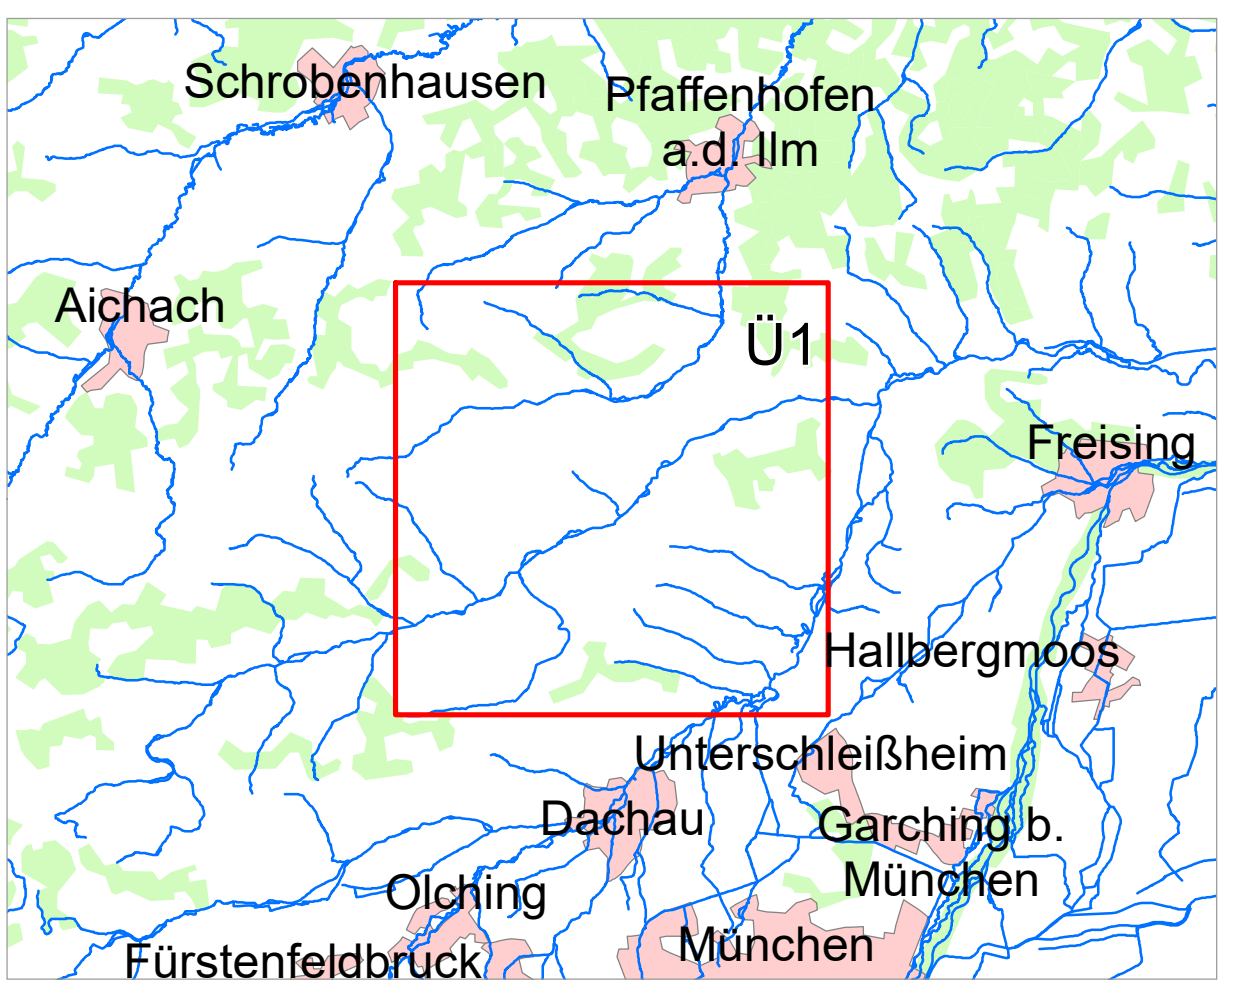 Schrobenhausen
Pfaffenhofen
a.d. Ilm
Aichach
Ü1
Freising
Hallbergmoos
Unterschleißheim
Dachau
Garching b.
München
Olching
München
Fürstenfeldbruck